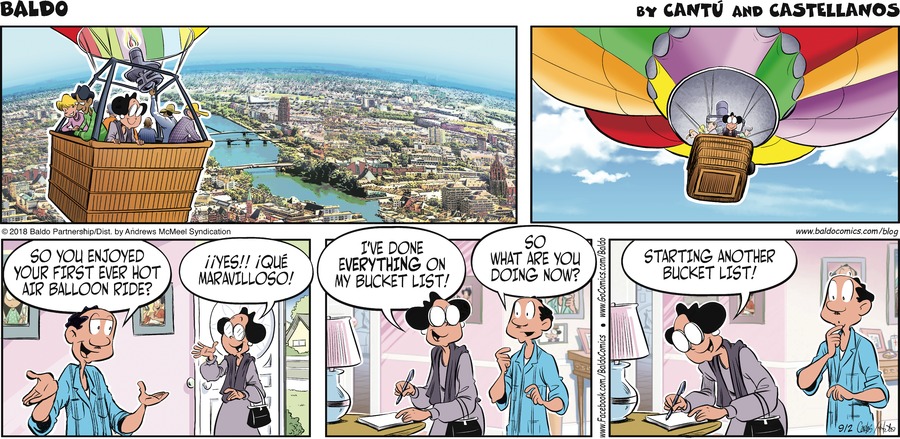 BALDO
BY CANTÚ AND CASTELLANOS
© 2018 Baldo Partnership/Dist. by Andrews McMeel Syndication
www.baldocomics.com/blog
SO YOU ENJOYED
YOUR FIRST EVER HOT
AIR BALLOON RIDE?
¡¡YES!! ¡QUÉ
MARAVILLOSO!
I'VE DONE
EVERYTHING ON
MY BUCKET LIST!
SO
WHAT ARE YOU
DOING NOW?
www.Facebook.com/BaldoComics • www.GoComics.com/Baldo
STARTING ANOTHER
BUCKET LIST!
9/2